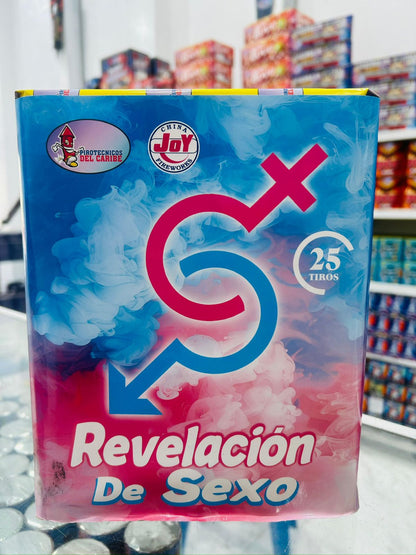 PIROTECNICOS
DEL CARIBE
CHINA
JOY
FIREWORKS
25
TIROS
Revelación
De Sexo